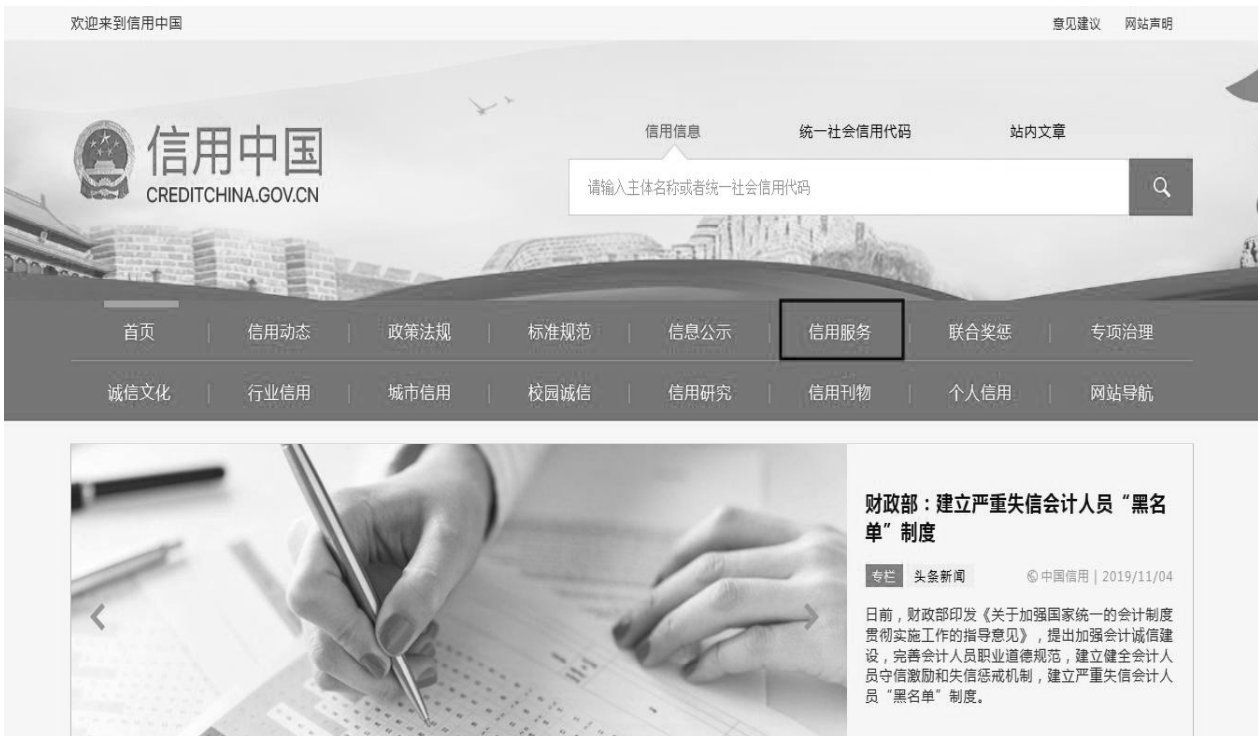 欢迎来到信用中国
意见建议 网站声明
信用信息 统一社会信用代码 站内文章
信用中国
CREDITCHINA.GOV.CN
请输入主体名称或者统一社会信用代码
首页 信用动态 政策法规 标准规范 信息公示 信用服务 联合奖惩 专项治理
诚信文化 行业信用 城市信用 校园诚信 信用研究 信用刊物 个人信用 网站导航
财政部：建立严重失信会计人员“黑名
单”制度
专栏 头条新闻 中国信用 | 2019/11/04
日前，财政部印发《关于加强国家统一的会计制度
贯彻实施工作的指导意见》，提出加强会计诚信建
设，完善会计人员职业道德规范，建立健全会计人
员守信激励和失信惩戒机制，建立严重失信会计人
员“黑名单”制度。